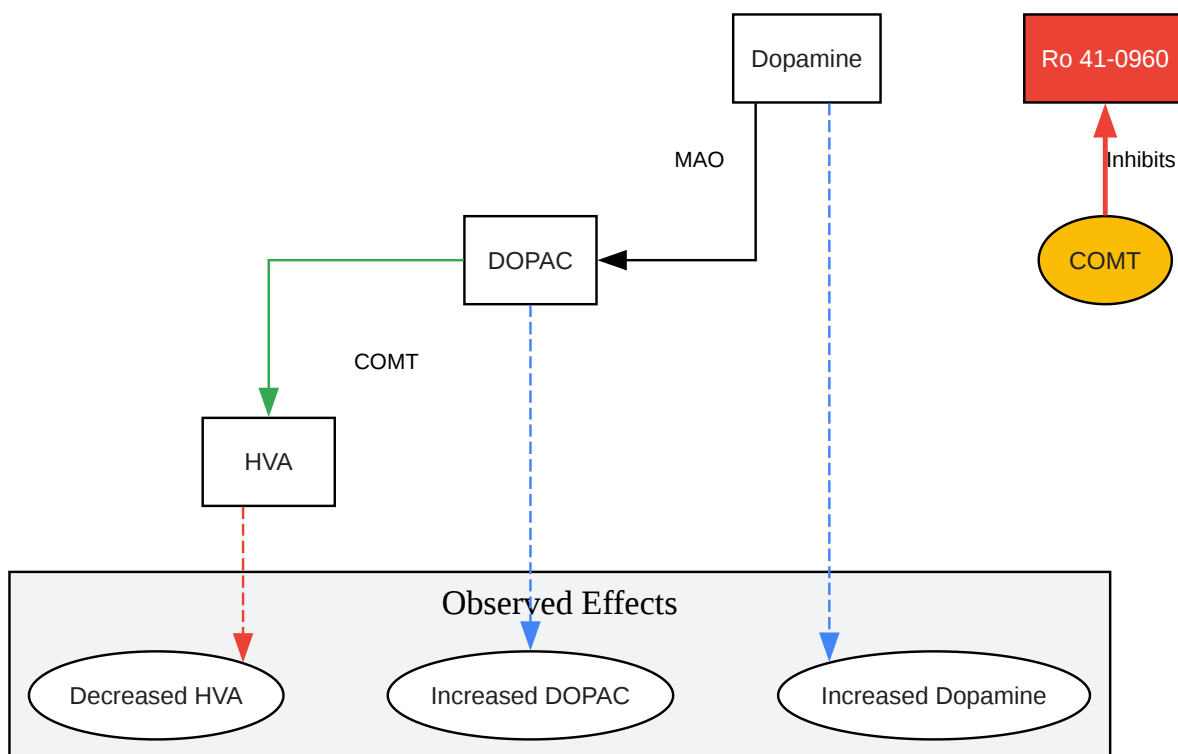 Dopamine
Ro 41-0960
MAO
Inhibits
DOPAC
COMT
COMT
HVA
Observed Effects
Decreased HVA
Increased DOPAC
Increased Dopamine